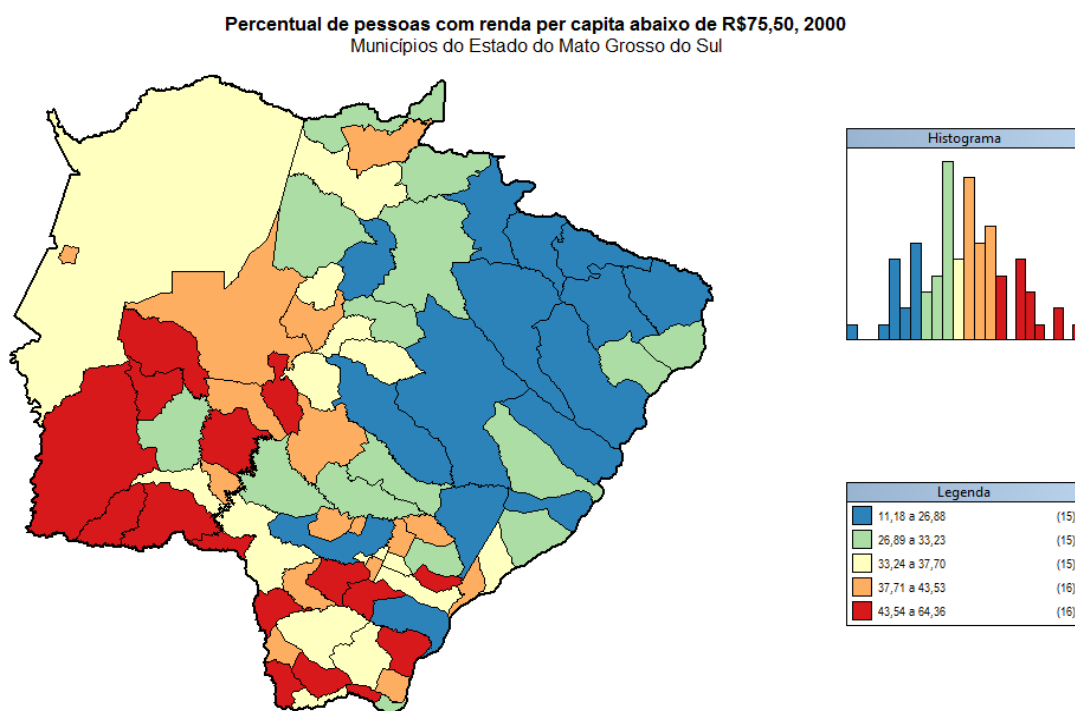 Percentual de pessoas com renda per capita abaixo de R$75,50, 2000
Municípios do Estado do Mato Grosso do Sul
Histograma
Legenda
11,18 a 26,88 (15)
26,89 a 33,23 (15)
33,24 a 37,70 (15)
37,71 a 43,53 (16)
43,54 a 64,36 (16)